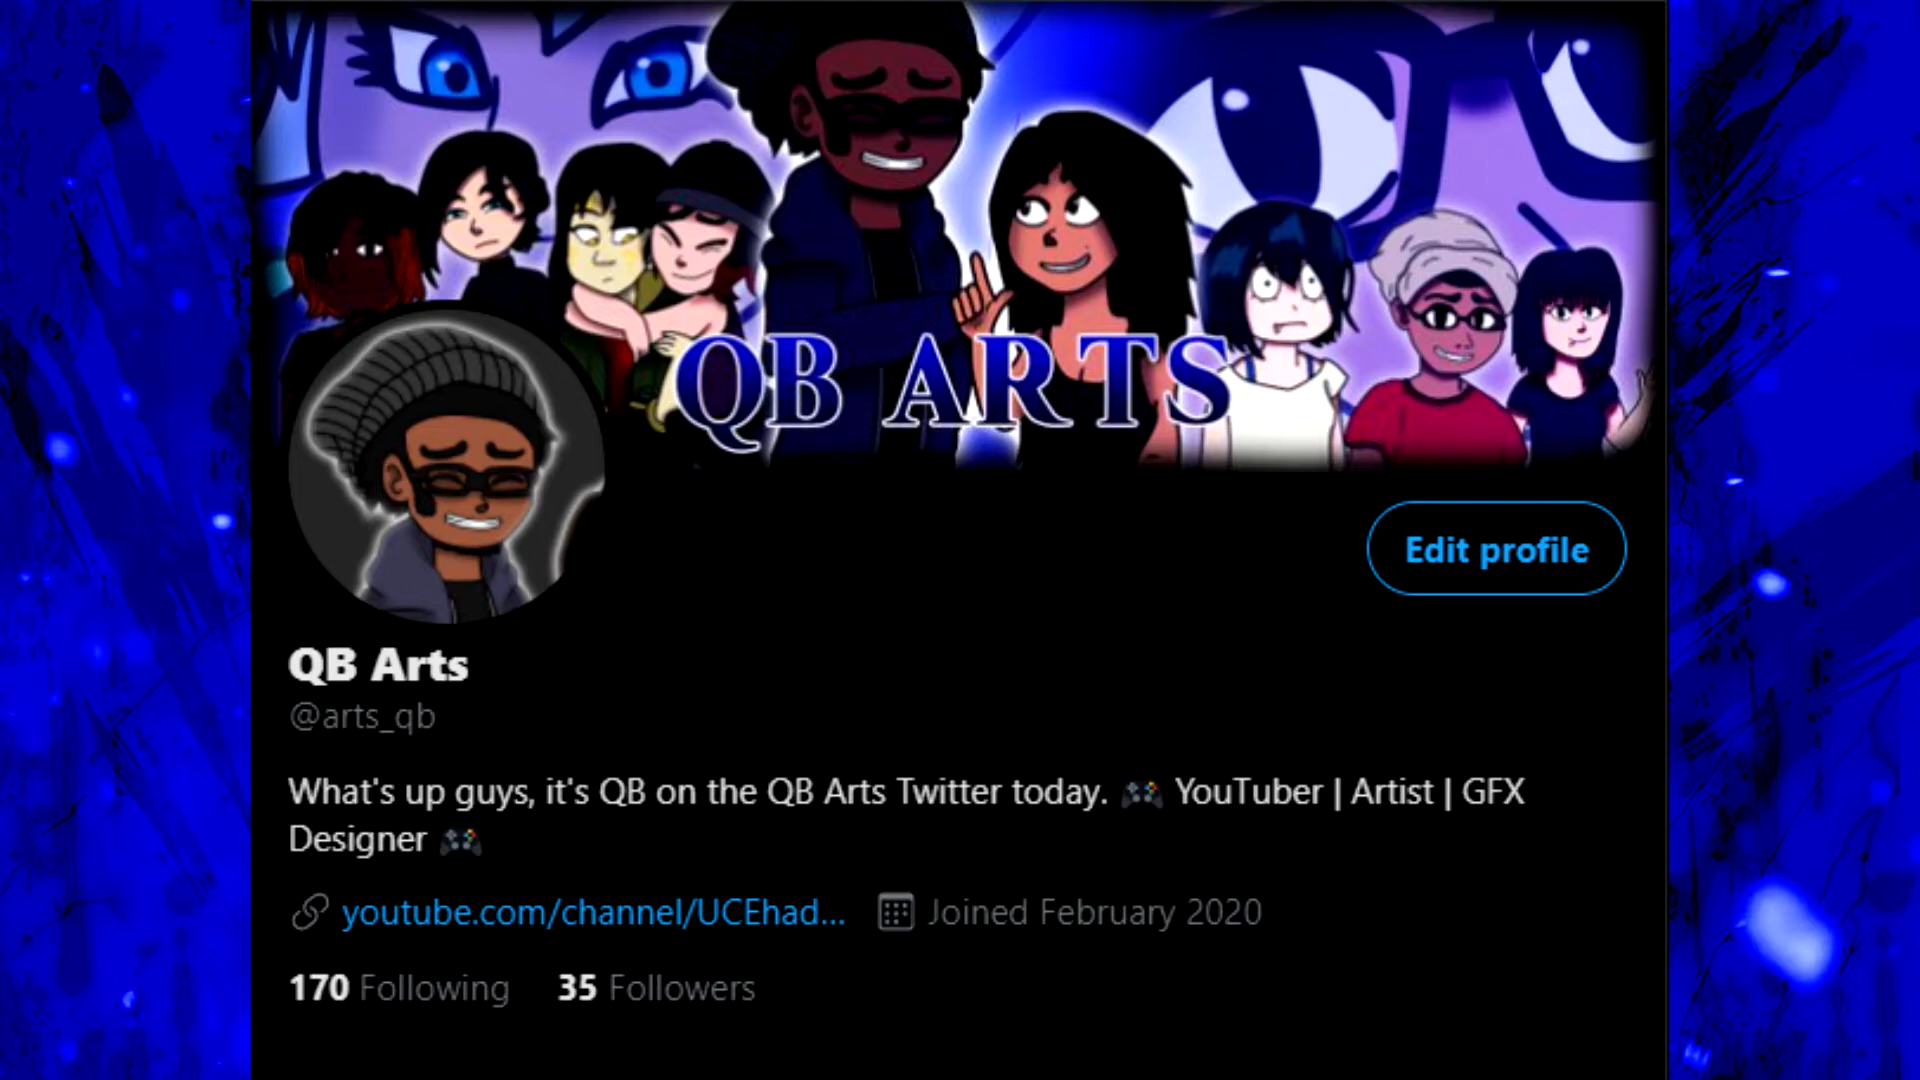 QB ARTS
Edit profile
QB Arts
@arts_qb
What's up guys, it's QB on the QB Arts Twitter today. 🎮 YouTuber | Artist | GFX
Designer 🎮
youtube.com/channel/UCEhad... Joined February 2020
170 Following 35 Followers